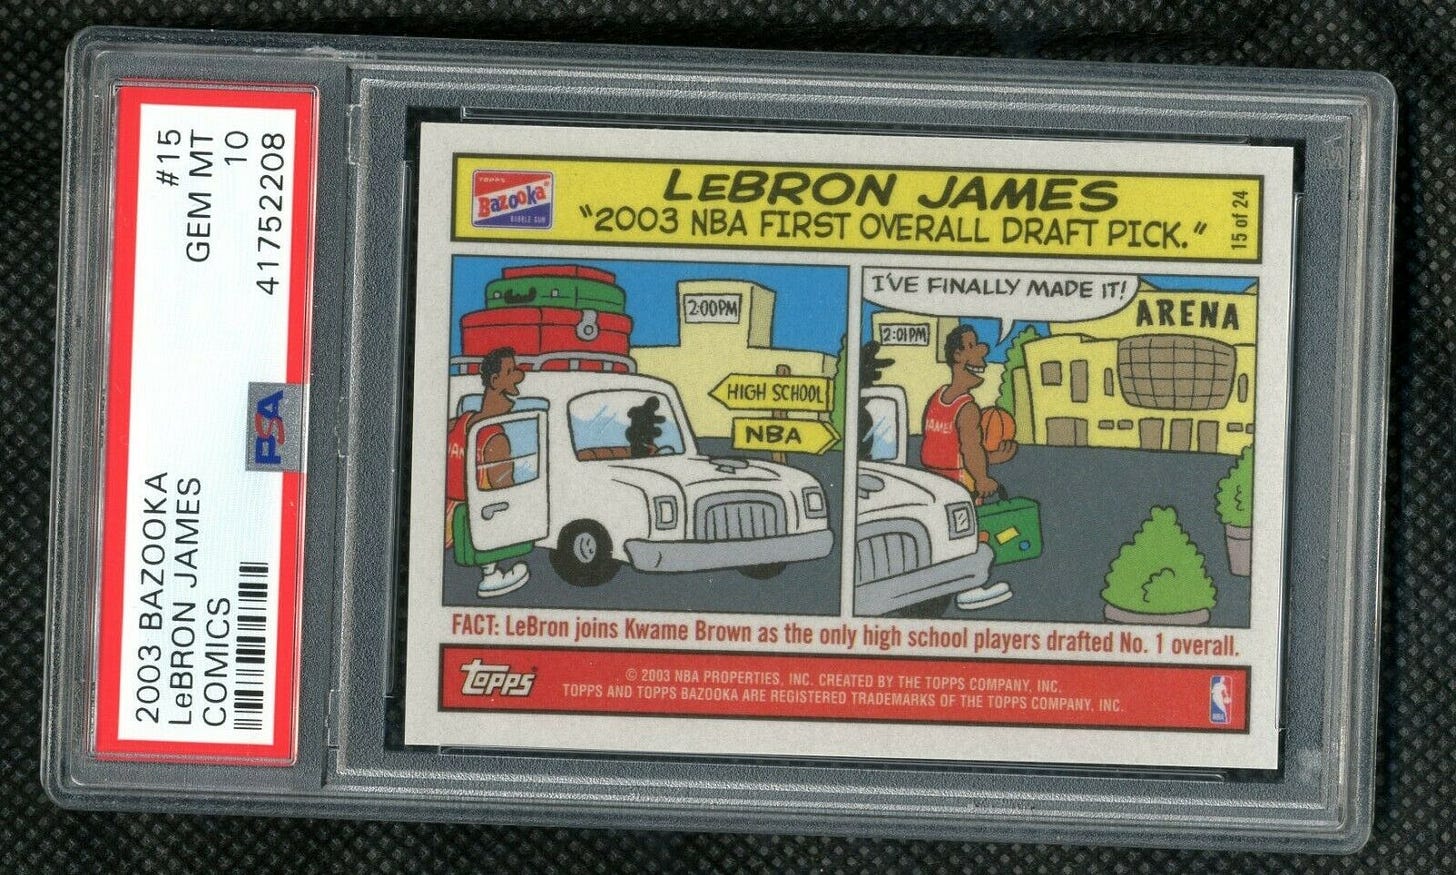 2003 BAZOOKA #15
LeBRON JAMES GEM MT
COMICS 10
PSA 41752208
TOPPS
Bazooka®
BUBBLE GUM
LEBRON JAMES
"2003 NBA FIRST OVERALL DRAFT PICK."
15 of 24
2:00PM
HIGH SCHOOL
NBA
I'VE FINALLY MADE IT!
2:01PM
ARENA
JAMES
FACT: LeBron joins Kwame Brown as the only high school players drafted No. 1 overall.
topps®
© 2003 NBA PROPERTIES, INC. CREATED BY THE TOPPS COMPANY, INC.
TOPPS AND TOPPS BAZOOKA ARE REGISTERED TRADEMARKS OF THE TOPPS COMPANY, INC.
NBA